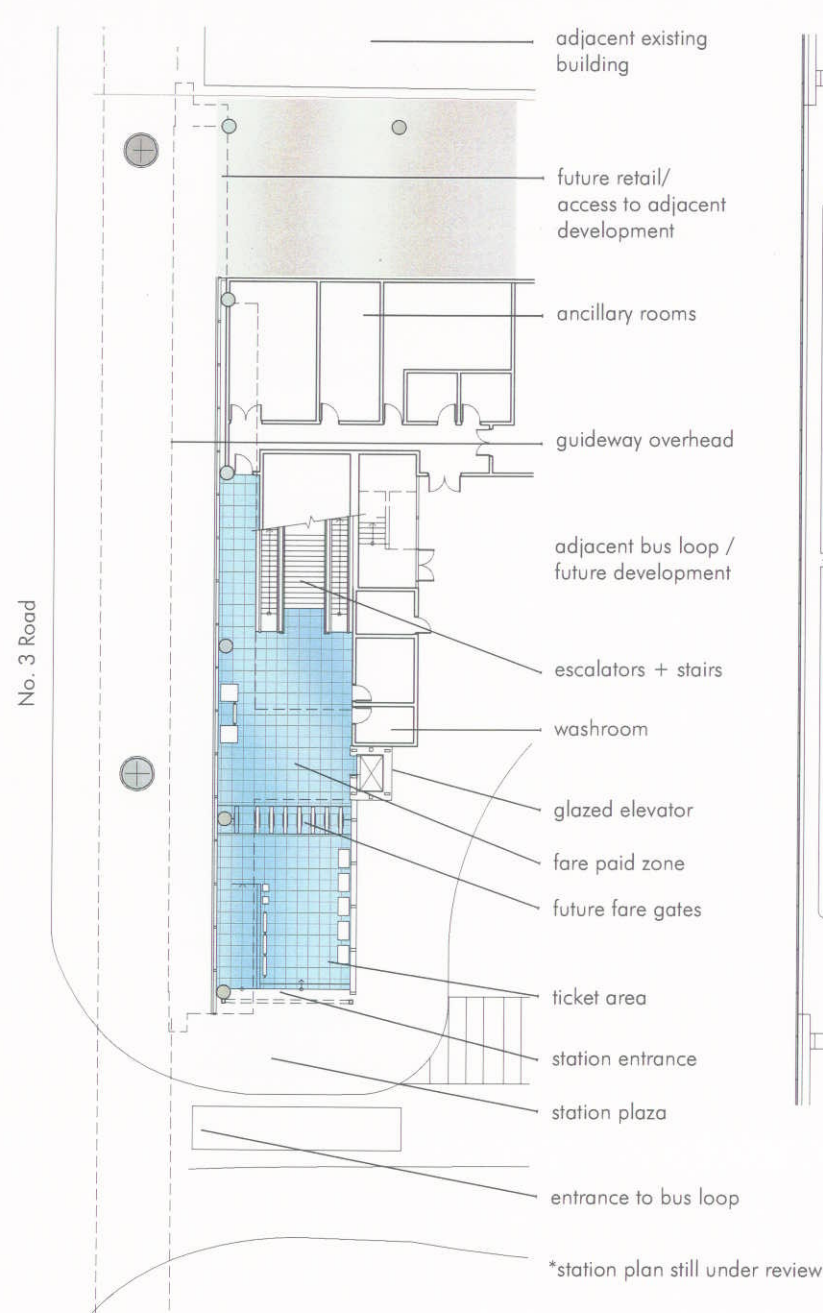 adjacent existing
building
future retail/
access to adjacent
development
ancillary rooms
guideway overhead
adjacent bus loop /
future development
No. 3 Road
escalators + stairs
washroom
glazed elevator
fare paid zone
future fare gates
ticket area
station entrance
station plaza
entrance to bus loop
*station plan still under review